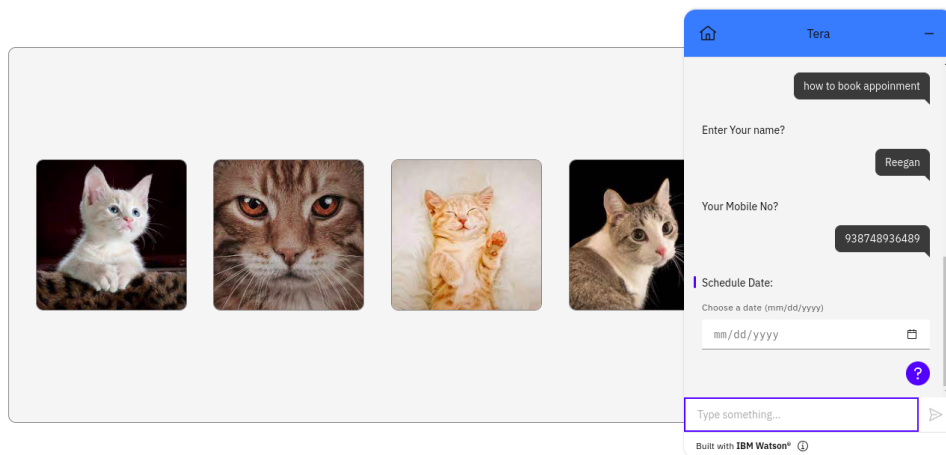 Tera
how to book appoinment
Enter Your name?
Reegan
Your Mobile No?
938748936489
Schedule Date:
Choose a date (mm/dd/yyyy)
mm/dd/yyyy
?
Type something...
Built with IBM Watson®